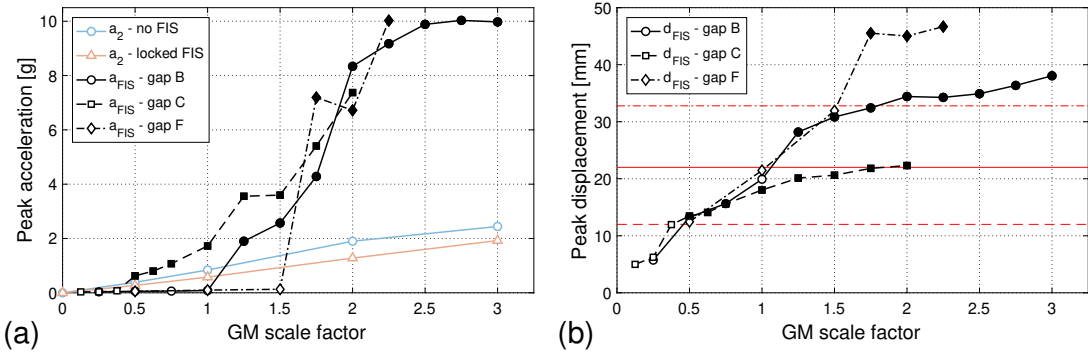 Peak acceleration [g]
10
8
6
4
2
0
a2 - no FIS
a2 - locked FIS
aFIS - gap B
aFIS - gap C
aFIS - gap F
0 0.5 1 1.5 2 2.5 3
GM scale factor
(a)
Peak displacement [mm]
50
40
30
20
10
0
dFIS - gap B
dFIS - gap C
dFIS - gap F
0 0.5 1 1.5 2 2.5 3
GM scale factor
(b)